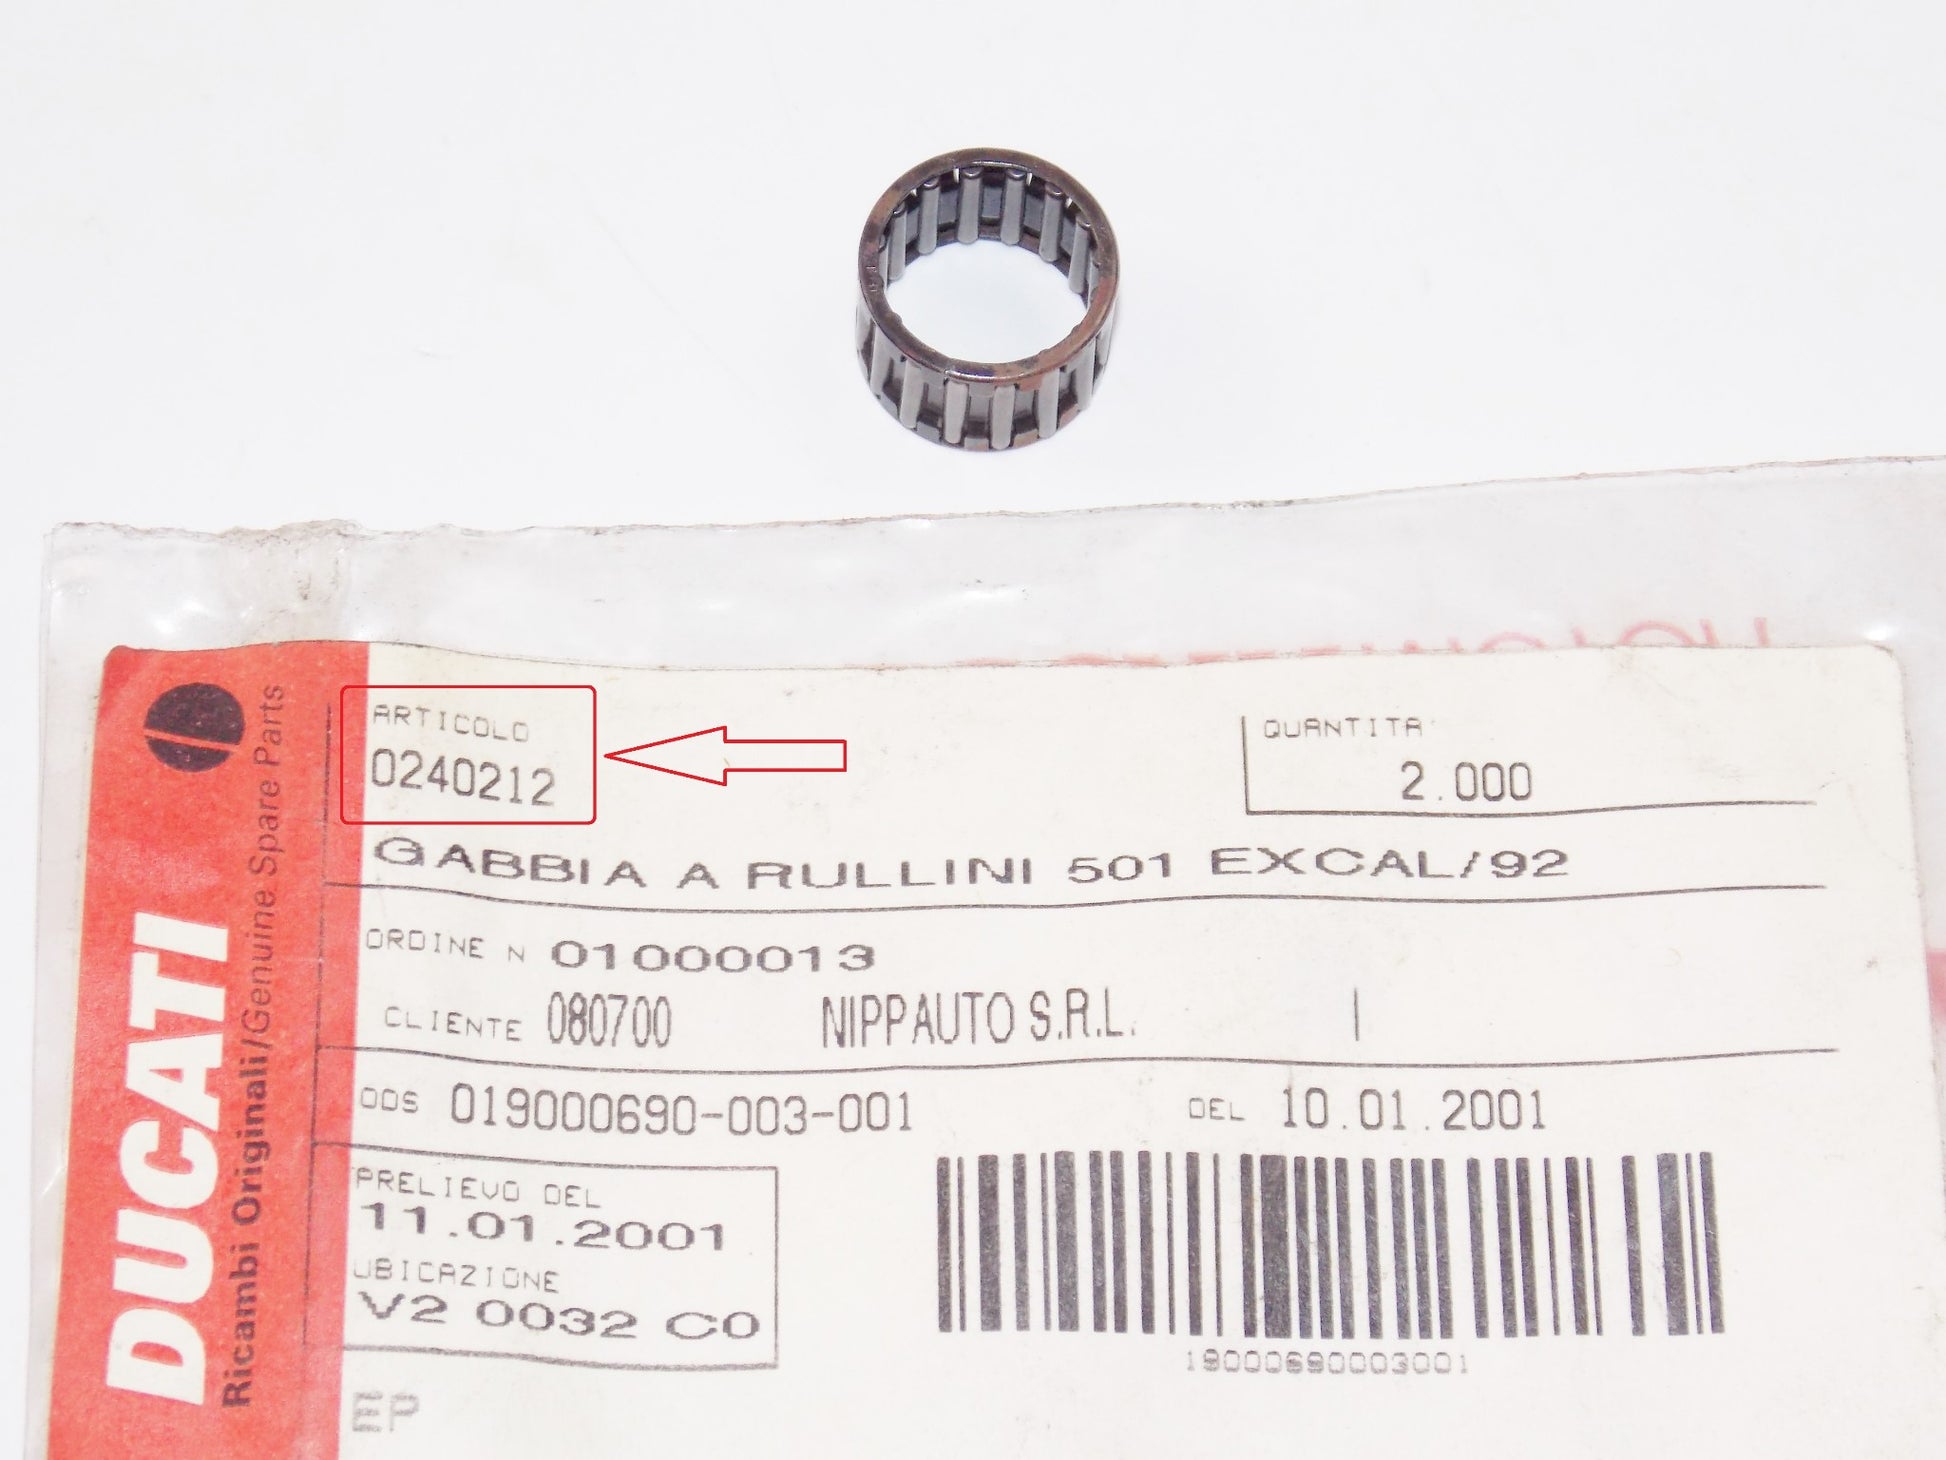 ARTICOLO
0240212
QUANTITA'
2.000
GABBIA A RULLINI 501 EXCAL/92
ORDINE N 01000013
CLIENTE 080700 NIPPAUTO S.R.L. I
ODS 019000690-003-001 DEL 10.01.2001
PRELIEVO DEL
11.01.2001
UBICAZIONE
V2 0032 C0
19000690003001
EP
DUCATI
Ricambi Originali/Genuine Spare Parts